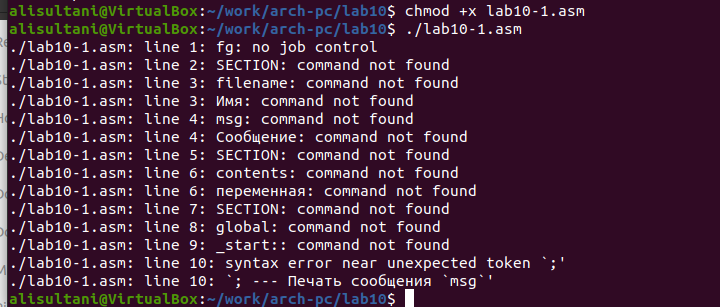 alisultani@VirtualBox:~/work/arch-pc/lab10$ chmod +x lab10-1.asm
alisultani@VirtualBox:~/work/arch-pc/lab10$ ./lab10-1.asm
./lab10-1.asm: line 1: fg: no job control
./lab10-1.asm: line 2: SECTION: command not found
./lab10-1.asm: line 3: filename: command not found
./lab10-1.asm: line 3: Имя: command not found
./lab10-1.asm: line 4: msg: command not found
./lab10-1.asm: line 4: Сообщение: command not found
./lab10-1.asm: line 5: SECTION: command not found
./lab10-1.asm: line 6: contents: command not found
./lab10-1.asm: line 6: переменная: command not found
./lab10-1.asm: line 7: SECTION: command not found
./lab10-1.asm: line 8: global: command not found
./lab10-1.asm: line 9: _start:: command not found
./lab10-1.asm: line 10: syntax error near unexpected token `;'
./lab10-1.asm: line 10: `; --- Печать сообщения `msg`'
alisultani@VirtualBox:~/work/arch-pc/lab10$